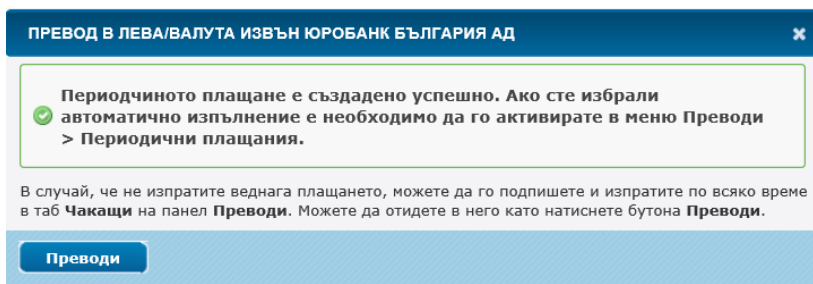 ПРЕВОД В ЛЕВА/ВАЛУТА ИЗВЪН ЮРОБАНК БЪЛГАРИЯ АД
Периодчиното плащане е създадено успешно. Ако сте избрали
автоматично изпълнение е необходимо да го активирате в меню Преводи
> Периодични плащания.
В случай, че не изпратите веднага плащането, можете да го подпишете и изпратите по всяко време
в таб Чакащи на панел Преводи. Можете да отидете в него като натиснете бутона Преводи.
Преводи